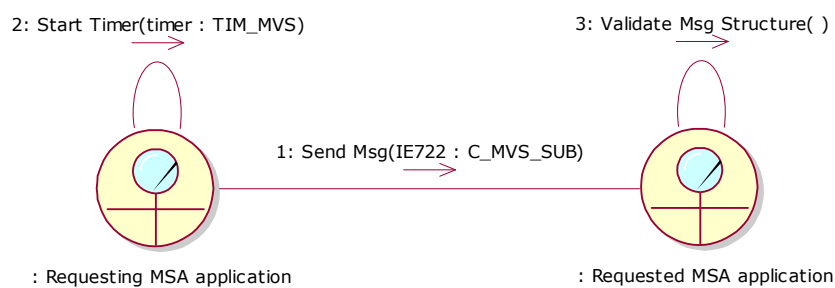 2: Start Timer(timer : TIM_MVS)
3: Validate Msg Structure( )
1: Send Msg(IE722 : C_MVS_SUB)
: Requesting MSA application
: Requested MSA application